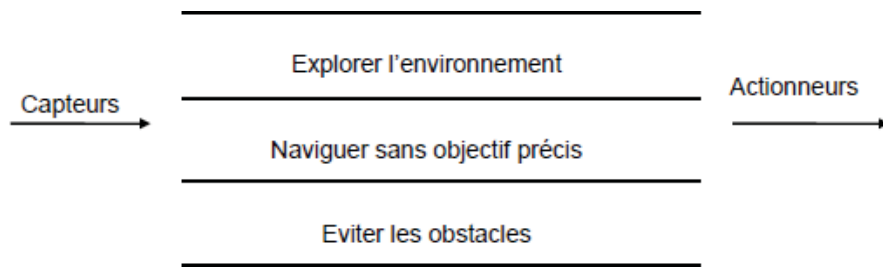 Explorer l'environnement
Capteurs
Actionneurs
Naviguer sans objectif précis
Eviter les obstacles